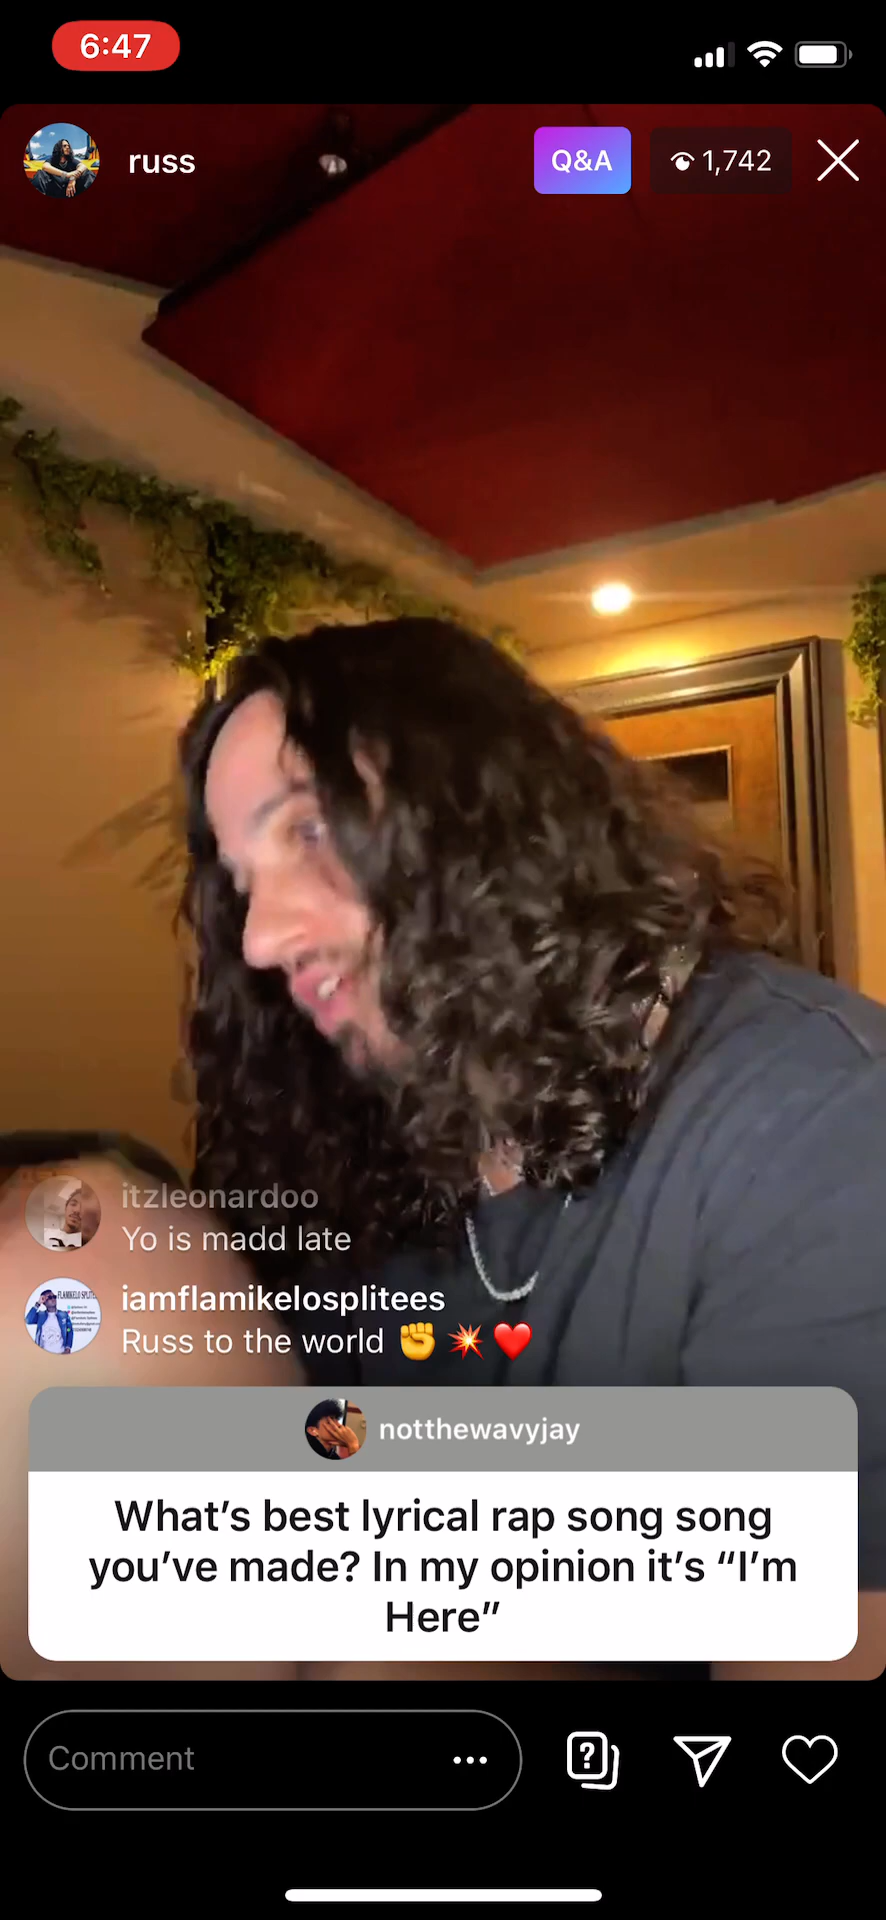 6:47
russ
Q&A
1,742
itzleonardoo
Yo is madd late
iamflamikelosplitees
Russ to the world ✊💥❤️
notthewavyjay
What's best lyrical rap song song
you've made? In my opinion it's "I'm
Here"
Comment